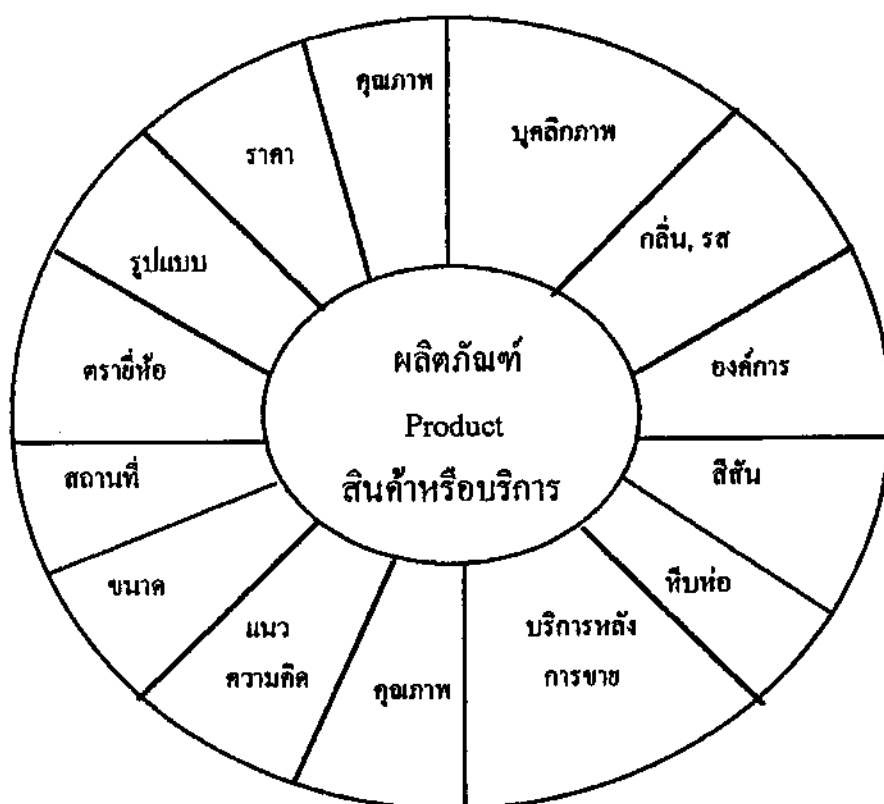 คุณภาพ
บุคลิกภาพ
กลิ่น, รส
องค์การ
สีสัน
หีบห่อ
บริการหลัง
การขาย
คุณภาพ
แนว
ความคิด
ขนาด
สถานที่
ตรายี่ห้อ
รูปแบบ
ราคา
ผลิตภัณฑ์
Product
สินค้าหรือบริการ